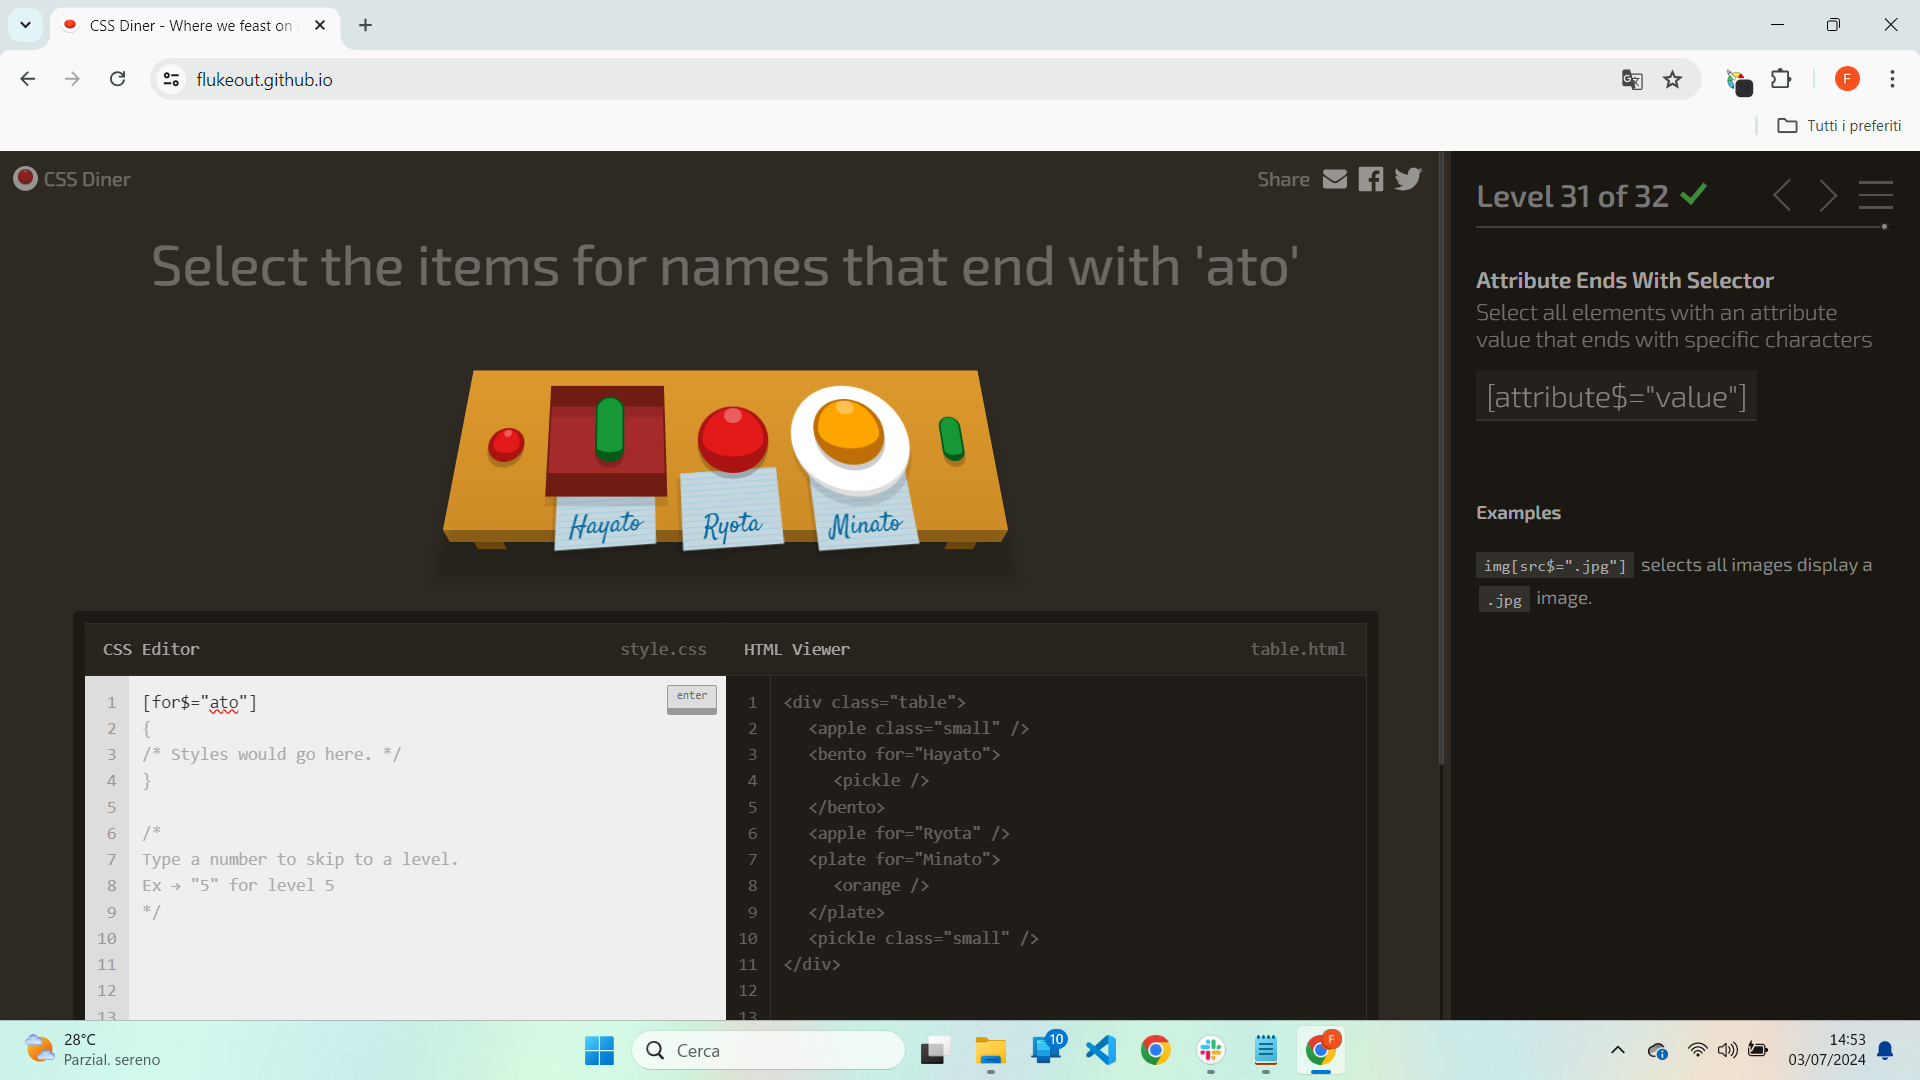 CSS Diner - Where we feast on
flukeout.github.io
F
Tutti i preferiti
CSS Diner
Share
Level 31 of 32
Select the items for names that end with 'ato'
Attribute Ends With Selector
Select all elements with an attribute
value that ends with specific characters
[attribute$="value"]
Examples
img[src$=".jpg"] selects all images display a
.jpg image.
Hayato
Ryota
Minato
CSS Editor
style.css
HTML Viewer
table.html
1 [for$="ato"]
enter
2 {
3 /* Styles would go here. */
4 }
5
6 /*
7 Type a number to skip to a level.
8 Ex → "5" for level 5
9 */
10
11
12
13
1 <div class="table">
2 <apple class="small" />
3 <bento for="Hayato">
4 <pickle />
5 </bento>
6 <apple for="Ryota" />
7 <plate for="Minato">
8 <orange />
9 </plate>
10 <pickle class="small" />
11 </div>
12
13
28°C
Parzial. sereno
Cerca
10
F
14:53
03/07/2024